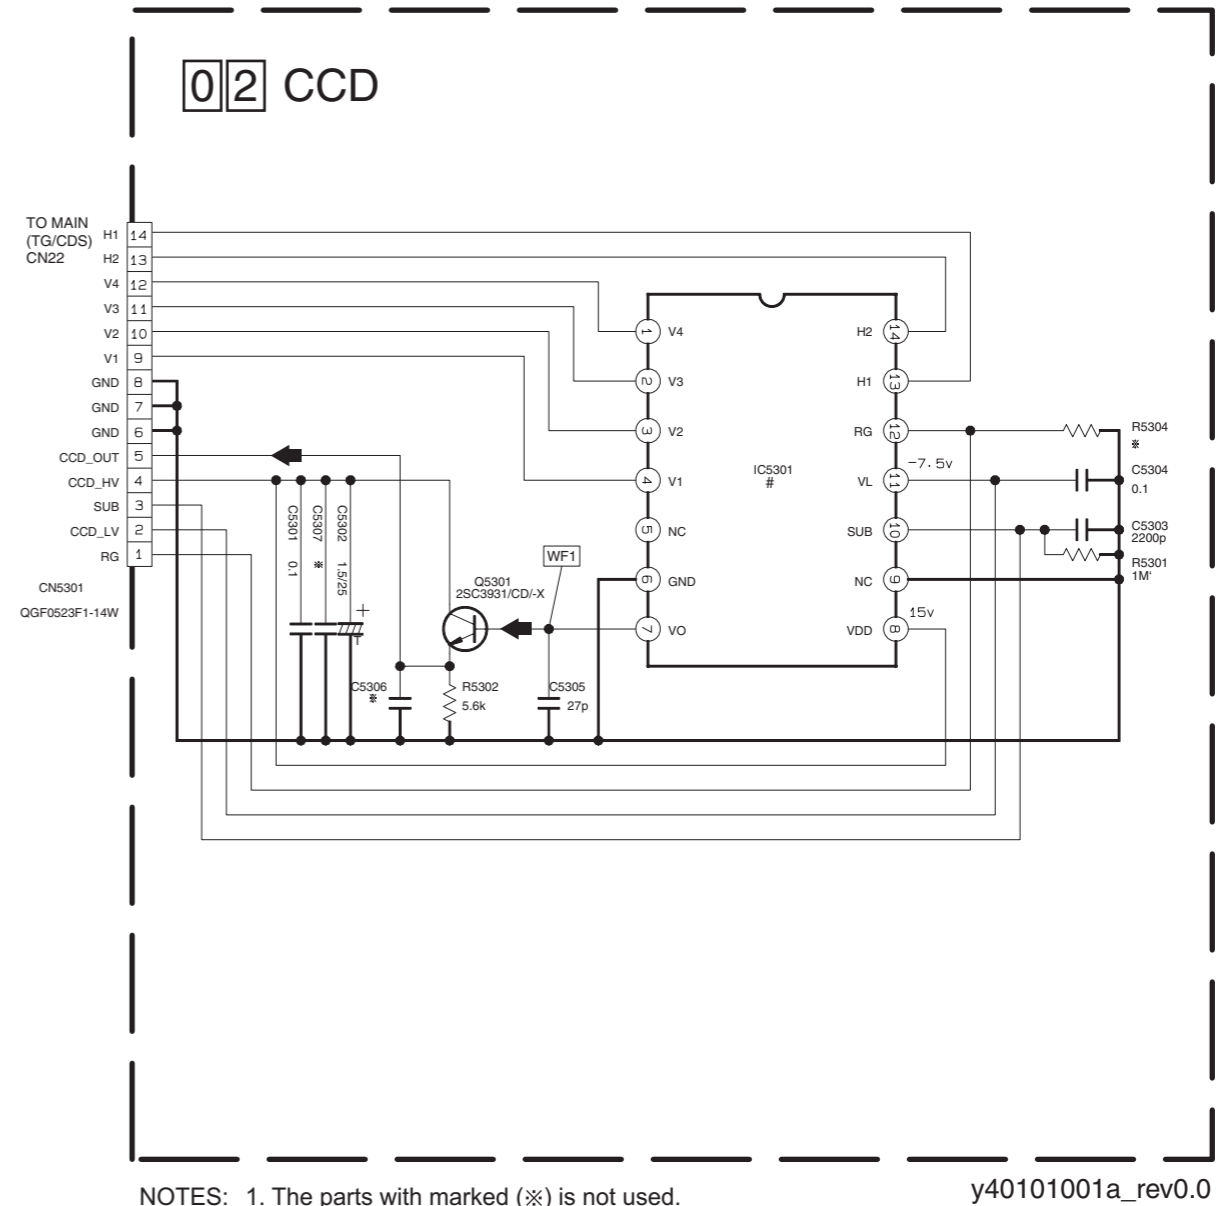 02 CCD
TO MAIN
(TG/CDS)
CN22
H1 14
H2 13
V4 12
V3 11
V2 10
V1 9
GND 8
GND 7
GND 6
CCD_OUT 5
CCD_HV 4
SUB 3
CCD_LV 2
RG 1
CN5301
QGF0523F1-14W
C5301 0.1
C5307 ※
C5302 1.5/25
+
Q5301
2SC3931/CD/-X
WF1
C5306
※
R5302
5.6k
C5305
27p
1 V4
2 V3
3 V2
4 V1
5 NC
6 GND
7 VO
IC5301
#
H2 14
H1 13
RG 12
VL 11
SUB 10
NC 9
VDD 8
-7.5v
15v
R5304
※
C5304
0.1
C5303
2200p
R5301
1M'
NOTES: 1. The parts with marked (※) is not used.
y40101001a_rev0.0